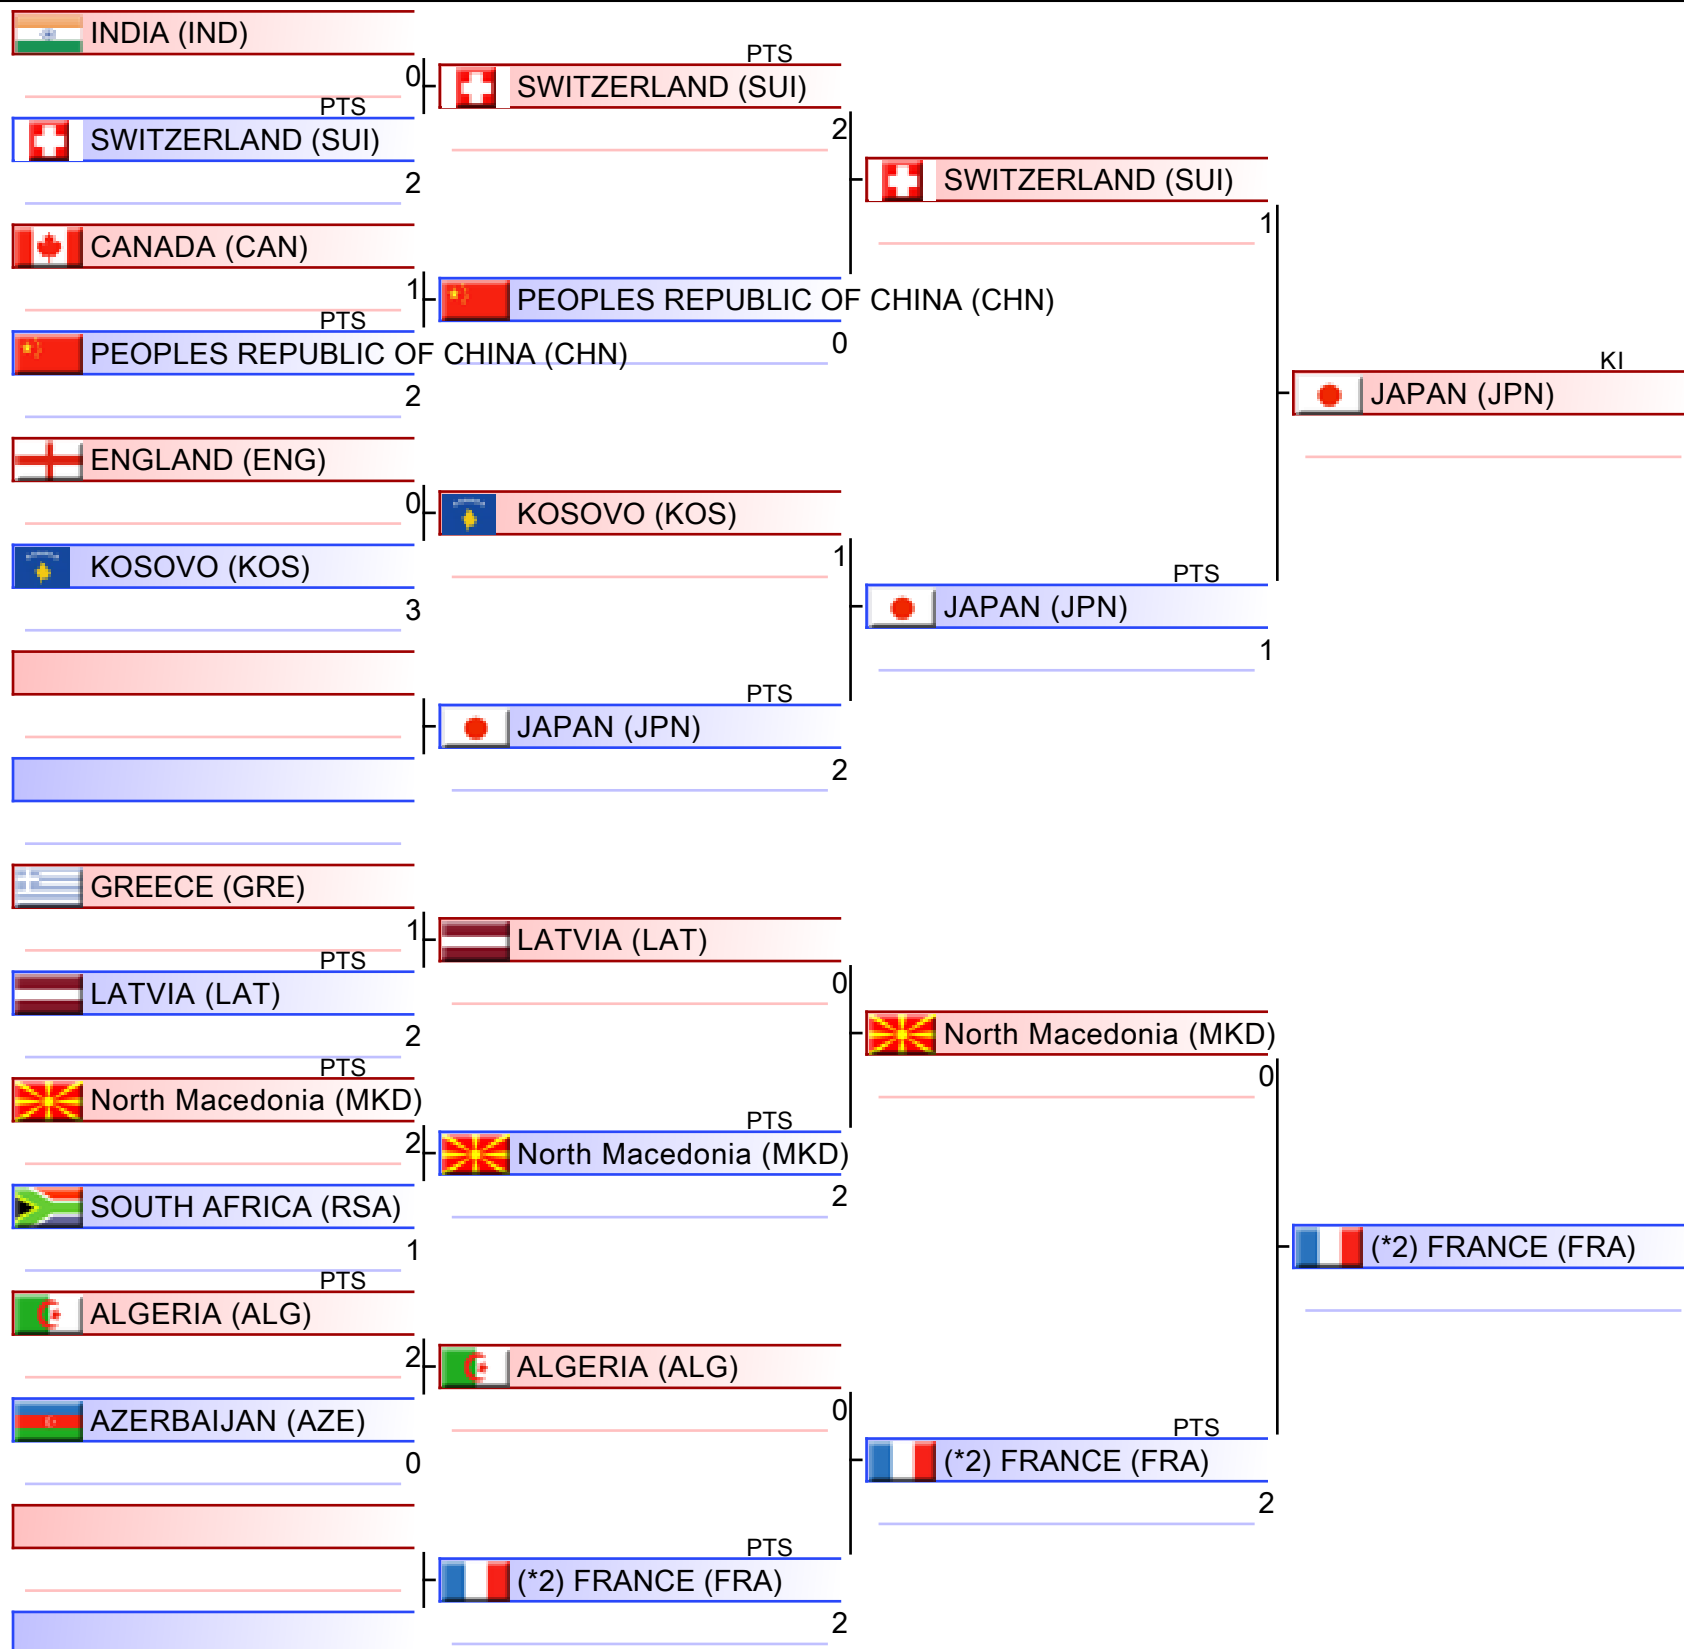 INDIA (IND)
0
PTS
SWITZERLAND (SUI)
2
CANADA (CAN)
1
PTS
PEOPLES REPUBLIC OF CHINA (CHN)
2
ENGLAND (ENG)
0
KOSOVO (KOS)
3
GREECE (GRE)
1
PTS
LATVIA (LAT)
2
PTS
North Macedonia (MKD)
2
SOUTH AFRICA (RSA)
1
PTS
ALGERIA (ALG)
2
AZERBAIJAN (AZE)
0
PTS
SWITZERLAND (SUI)
2
PEOPLES REPUBLIC OF CHINA (CHN)
0
KOSOVO (KOS)
1
PTS
JAPAN (JPN)
2
LATVIA (LAT)
0
PTS
North Macedonia (MKD)
2
ALGERIA (ALG)
0
PTS
(*2) FRANCE (FRA)
2
SWITZERLAND (SUI)
1
PTS
JAPAN (JPN)
1
North Macedonia (MKD)
0
PTS
(*2) FRANCE (FRA)
2
KI
JAPAN (JPN)
(*2) FRANCE (FRA)